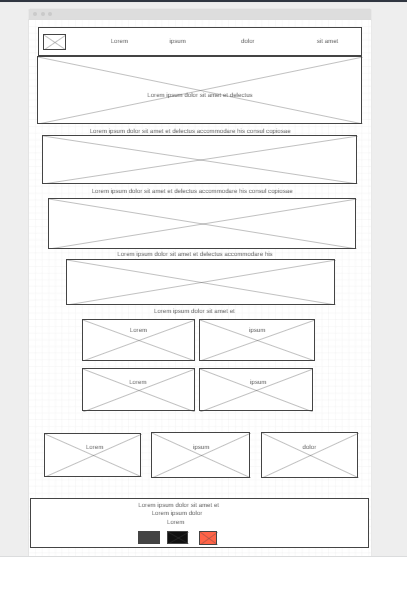 Lorem ipsum dolor sit amet
Lorem ipsum dolor sit amet et delectus
Lorem ipsum dolor sit amet et delectus accommodare his consul copiosae
Lorem ipsum dolor sit amet et delectus accommodare his consul copiosae
Lorem ipsum dolor sit amet et delectus accommodare his
Lorem ipsum dolor sit amet et
Lorem ipsum
Lorem ipsum
Lorem ipsum dolor
Lorem ipsum dolor sit amet et
Lorem ipsum dolor
Lorem